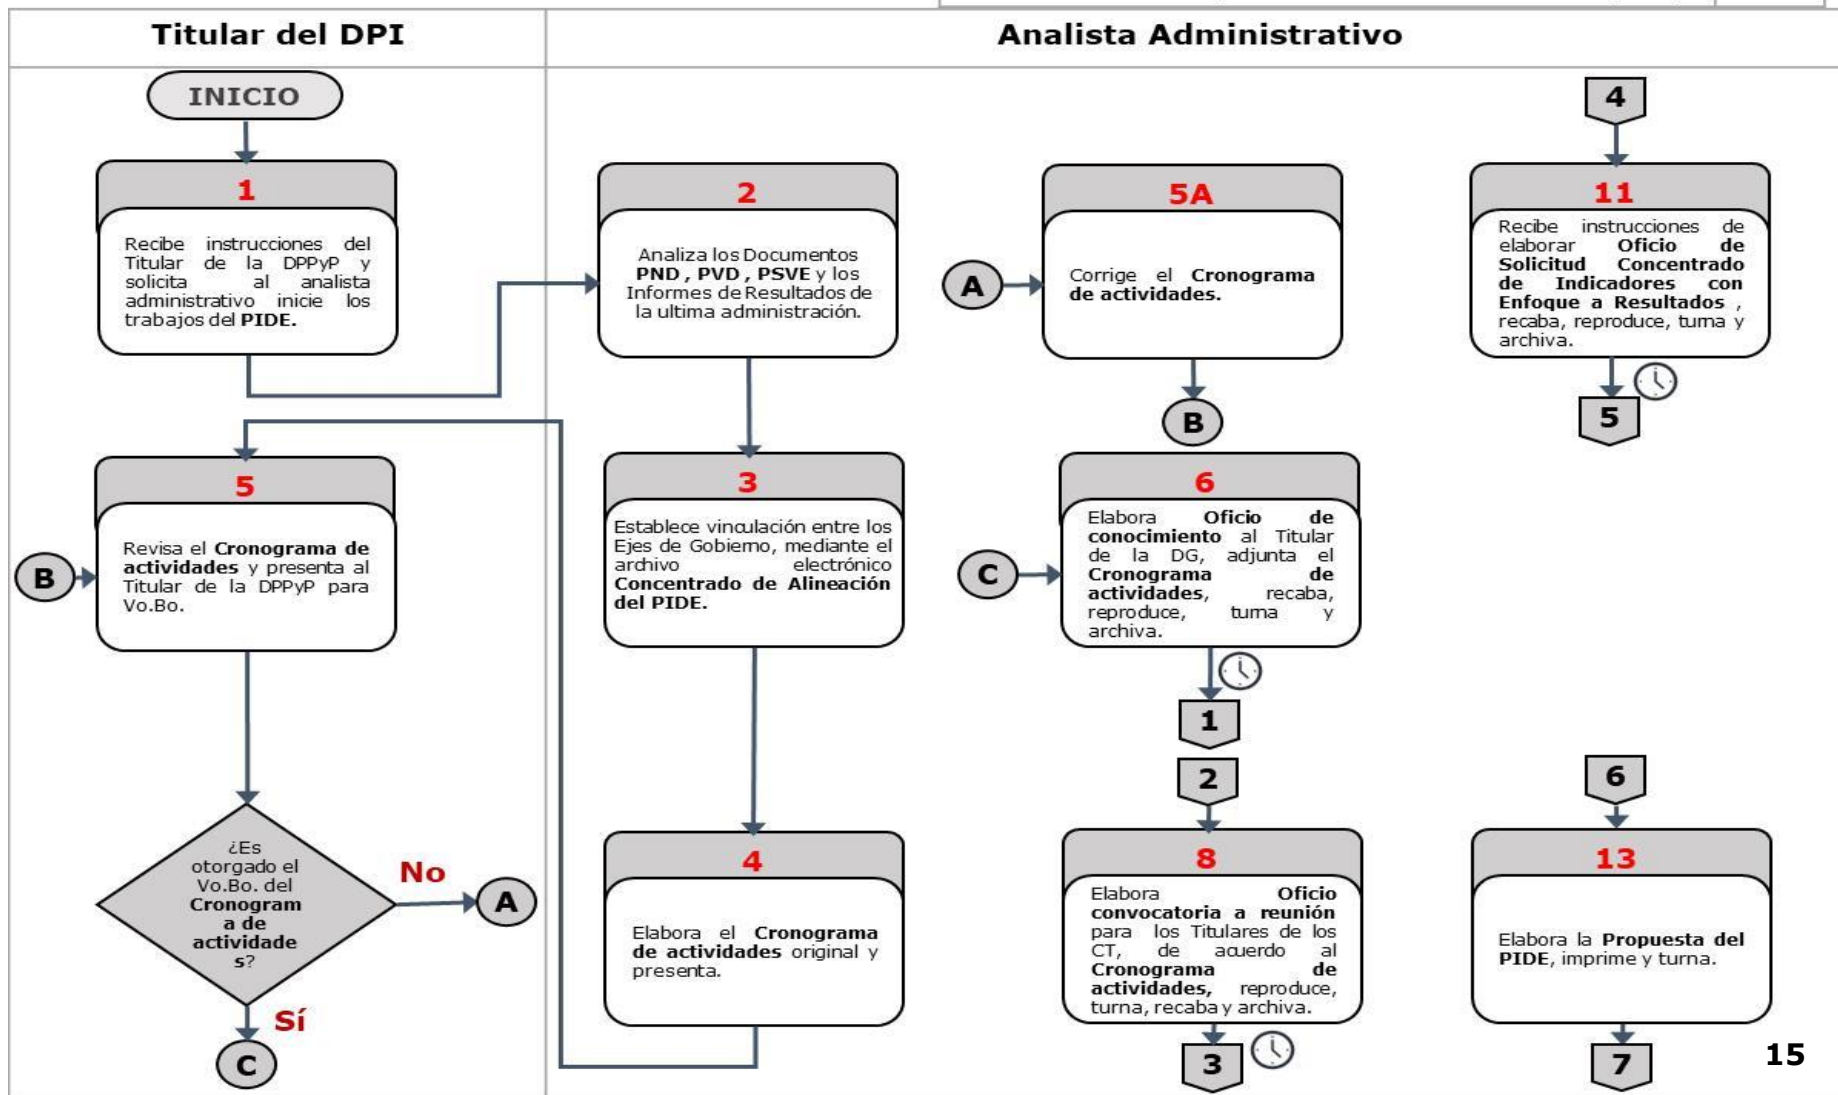 Titular del DPI
Analista Administrativo
INICIO
1
Recibe instrucciones del
Titular de la DPPyP y
solicita al analista
administrativo inicie los
trabajos del PIDE.
2
Analiza los Documentos
PND , PVD , PSVE y los
Informes de Resultados de
la ultima administración.
5A
A
Corrige el Cronograma
de actividades.
B
4
11
Recibe instrucciones de
elaborar Oficio de
Solicitud Concentrado
de Indicadores con
Enfoque a Resultados ,
recaba, reproduce, turna y
archiva.
5
5
B
Revisa el Cronograma de
actividades y presenta al
Titular de la DPPyP para
Vo.Bo.
3
Establece vinculación entre los
Ejes de Gobierno, mediante el
archivo electrónico
Concentrado de Alineación
del PIDE.
6
C
Elabora Oficio de
conocimiento al Titular
de la DG, adjunta el
Cronograma de
actividades, recaba,
reproduce, turna y
archiva.
1
¿Es
otorgado el
Vo.Bo. del
Cronogram
a de
actividade
s?
No
A
Sí
C
4
Elabora el Cronograma
de actividades original y
presenta.
2
8
Elabora Oficio
convocatoria a reunión
para los Titulares de los
CT, de acuerdo al
Cronograma de
actividades, reproduce,
turna, recaba y archiva.
3
6
13
Elabora la Propuesta del
PIDE, imprime y turna.
7
15